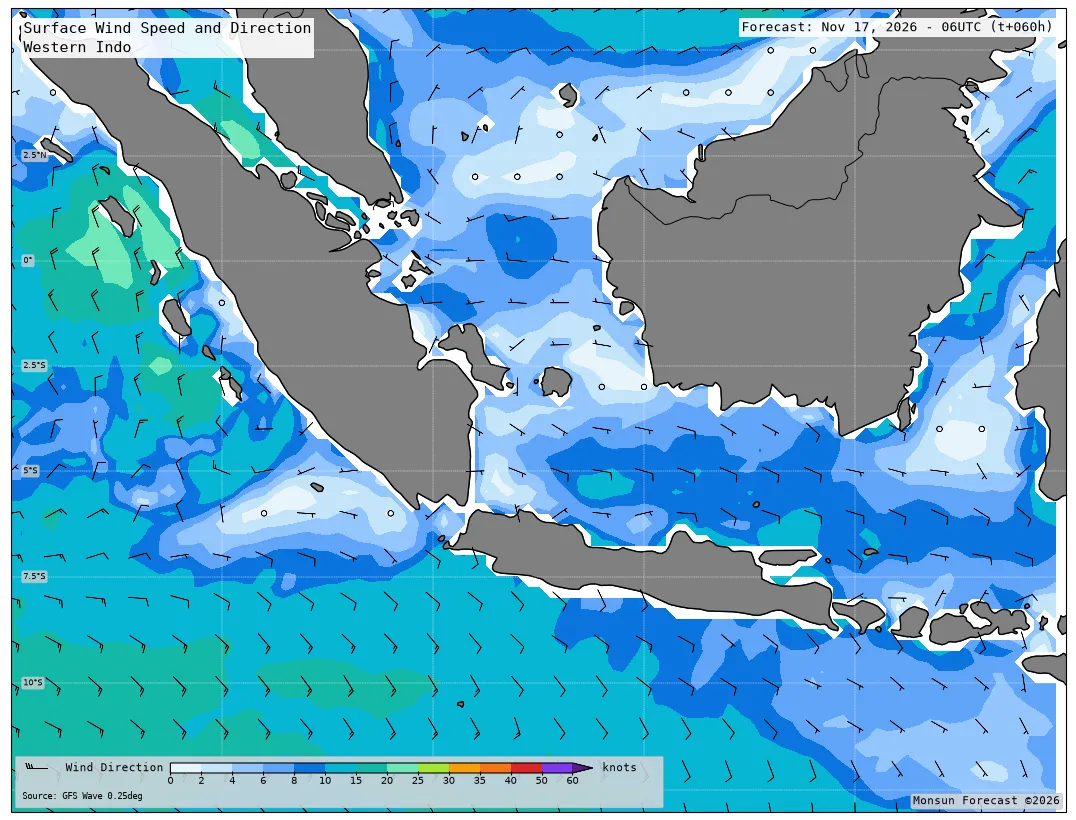 Surface Wind Speed and Direction
Western Indo
Forecast: Nov 17, 2026 - 06UTC (t+060h)
2.5°N
0°
2.5°S
5°S
7.5°S
10°S
Wind Direction
0 2 4 6 8 10 15 20 25 30 35 40 50 60
knots
Source: GFS Wave 0.25deg
Monsun Forecast ©2026